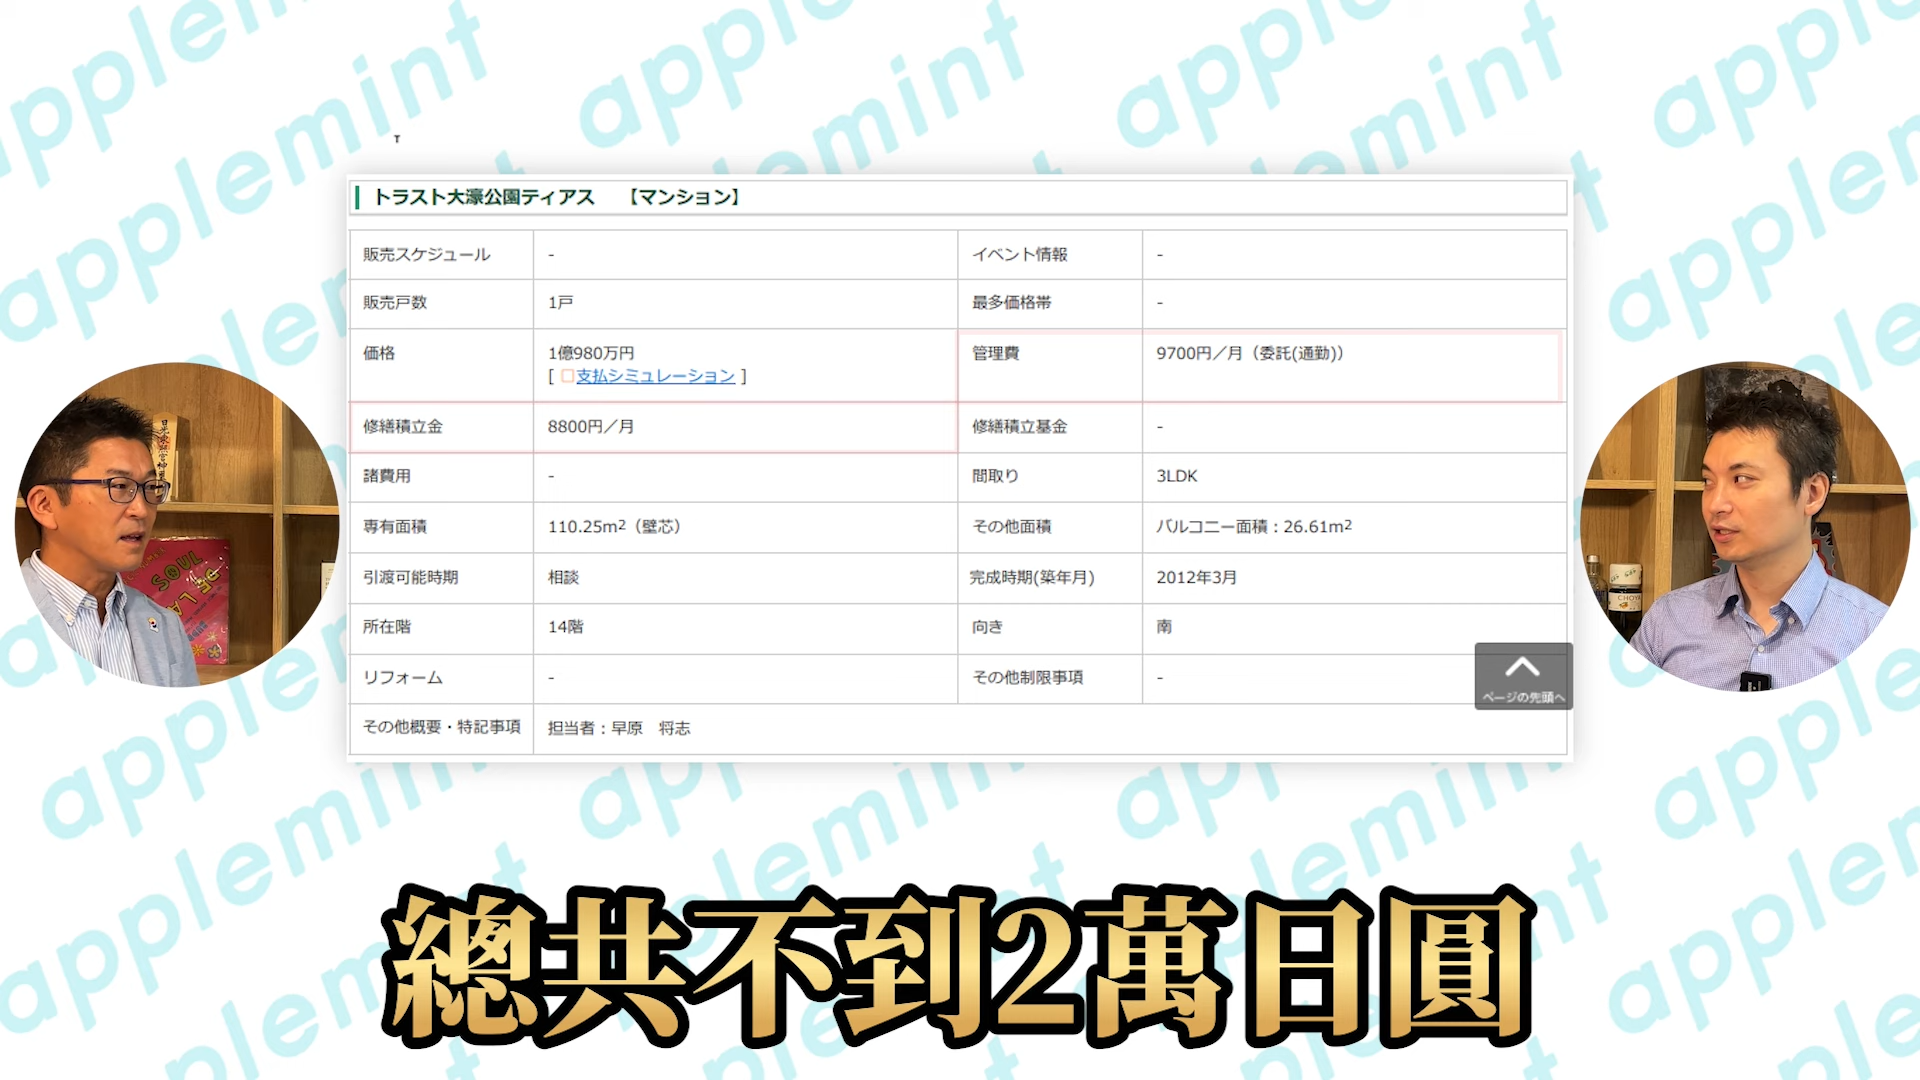 applemint
T
トラスト大濠公園ティアス 【マンション】
販売スケジュール - イベント情報 -
販売戸数 1戸 最多価格帯 -
価格 1億980万円 管理費 9700円／月（委託(通勤)）
[ □支払シミュレーション ]
修繕積立金 8800円／月 修繕積立基金 -
諸費用 - 間取り 3LDK
専有面積 110.25m²（壁芯） その他面積 バルコニー面積：26.61m²
引渡可能時期 相談 完成時期(築年月) 2012年3月
所在階 14階 向き 南
リフォーム - その他制限事項 -
ページの先頭へ
その他概要・特記事項 担当者：早原 将志
CHOYA
總共不到2萬日圓